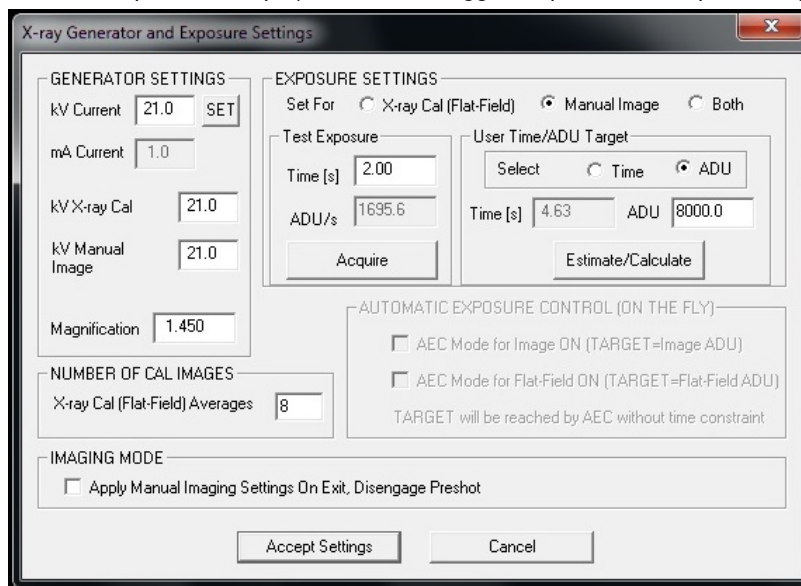 X-ray Generator and Exposure Settings
GENERATOR SETTINGS
kV Current 21.0 SET
mA Current 1.0
kV X-ray Cal 21.0
kV Manual Image 21.0
Magnification 1.450
EXPOSURE SETTINGS
Set For X-ray Cal (Flat-Field) Manual Image Both
Test Exposure
Time [s] 2.00
ADU/s 1695.6
Acquire
User Time/ADU Target
Select Time ADU
Time [s] 4.63 ADU 8000.0
Estimate/Calculate
AUTOMATIC EXPOSURE CONTROL (ON THE FLY)
AEC Mode for Image ON (TARGET=Image ADU)
AEC Mode for Flat-Field ON (TARGET=Flat-Field ADU)
TARGET will be reached by AEC without time constraint
NUMBER OF CAL IMAGES
X-ray Cal (Flat-Field) Averages 8
IMAGING MODE
Apply Manual Imaging Settings On Exit, Disengage Preshot
Accept Settings Cancel